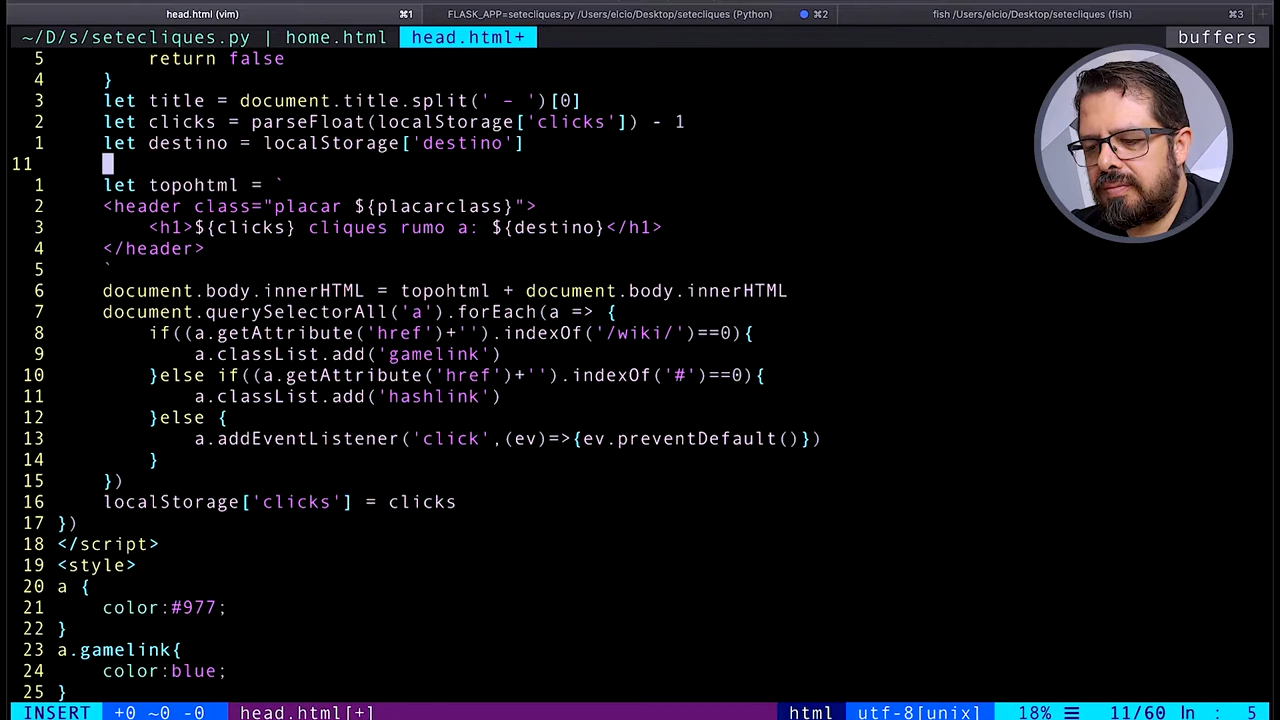 head.html (vim) ⌘1 FLASK_APP=setecliques.py /Users/elcio/Desktop/setecliques (Python) ⌘2 fish /Users/elcio/Desktop/setecliques (fish) ⌘3
~/D/s/setecliques.py | home.html head.html+ buffers
5 return false
4 }
3 let title = document.title.split(' – ')[0]
2 let clicks = parseFloat(localStorage['clicks']) - 1
1 let destino = localStorage['destino']
11
1 let topohtml = `
2 <header class="placar ${placarclass}">
3 <h1>${clicks} cliques rumo a: ${destino}</h1>
4 </header>
5 `
6 document.body.innerHTML = topohtml + document.body.innerHTML
7 document.querySelectorAll('a').forEach(a => {
8 if((a.getAttribute('href')+'').indexOf('/wiki/')==0){
9 a.classList.add('gamelink')
10 }else if((a.getAttribute('href')+'').indexOf('#')==0){
11 a.classList.add('hashlink')
12 }else {
13 a.addEventListener('click',(ev)=>{ev.preventDefault()})
14 }
15 })
16 localStorage['clicks'] = clicks
17 })
18 </script>
19 <style>
20 a {
21 color:#977;
22 }
23 a.gamelink{
24 color:blue;
25 }
INSERT +0 ~0 -0 head.html[+] html utf-8[unix] 18% ☰ 11/60 ln : 5